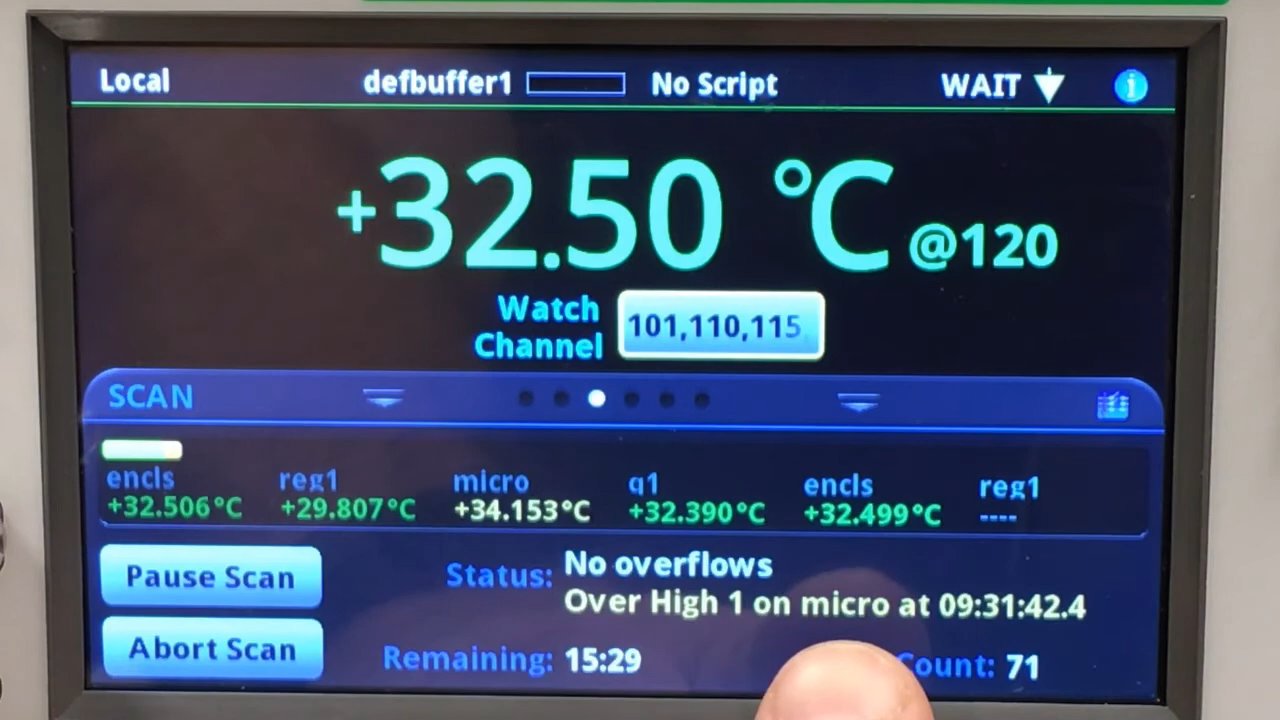 Local defbuffer1 No Script WAIT i
+32.50 °C @120
Watch
Channel
101,110,115
SCAN
encls reg1 micro q1 encls reg1
+32.506°C +29.807°C +34.153°C +32.390°C +32.499°C ----
Pause Scan
Status: No overflows
Over High 1 on micro at 09:31:42.4
Abort Scan
Remaining: 15:29 Count: 71